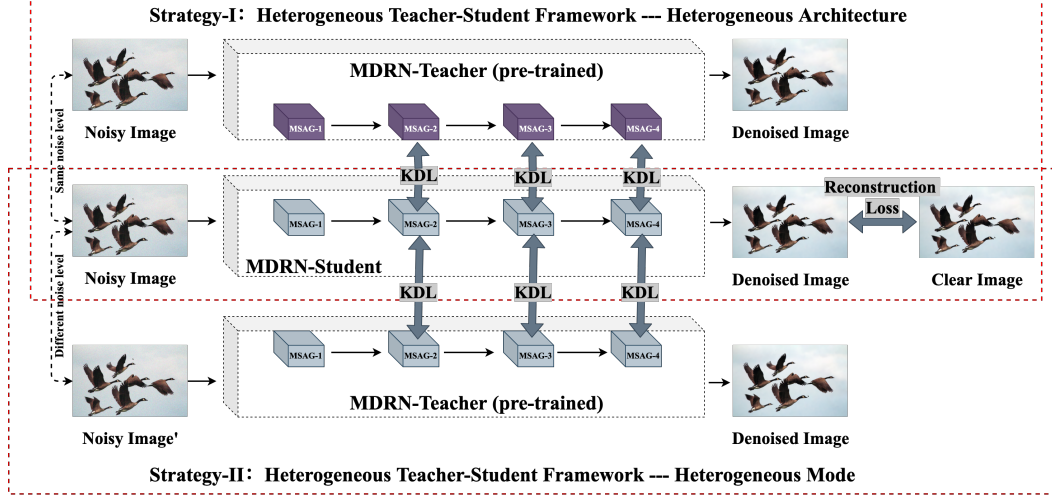 Strategy-I： Heterogeneous Teacher-Student Framework --- Heterogeneous Architecture
MDRN-Teacher (pre-trained)
MSAG-1
MSAG-2
MSAG-3
MSAG-4
Noisy Image
Denoised Image
Same noise level
KDL
KDL
KDL
Reconstruction
Loss
MSAG-1
MSAG-2
MSAG-3
MSAG-4
MDRN-Student
Noisy Image
Denoised Image
Clear Image
Different noise level
KDL
KDL
KDL
MSAG-1
MSAG-2
MSAG-3
MSAG-4
MDRN-Teacher (pre-trained)
Noisy Image'
Denoised Image
Strategy-II： Heterogeneous Teacher-Student Framework --- Heterogeneous Mode